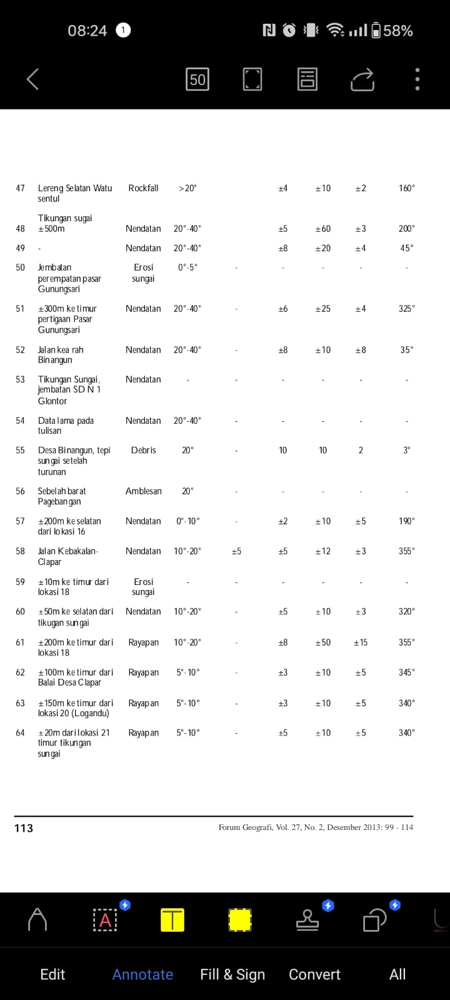 08:24 1 58%
50
47 Lereng Selatan Watu Rockfall >20° ±4 ±10 ±2 160°
sentul
Tikungan sugai
48 ±500m Nendatan 20°-40° ±5 ±60 ±3 200°
49 - Nendatan 20°-40° ±8 ±20 ±4 45°
50 Jembatan Erosi 0°-5° - - - - -
perempatan pasar sungai
Gunungsari
51 ±300m ke timur Nendatan 20°-40° - ±6 ±25 ±4 325°
pertigaan Pasar
Gunungsari
52 Jalan kea rah Nendatan 20°-40° - ±8 ±10 ±8 35°
Binangun
53 Tikungan Sungai, Nendatan - - - - - -
jembatan SD N 1
Glontor
54 Data lama pada Nendatan 20°-40° - - - - -
tulisan
55 Desa Binangun, tepi Debris 20° - 10 10 2 3°
sungai setelah
turunan
56 Sebelah barat Amblesan 20° - - - - -
Pagebangan
57 ±200m ke selatan Nendatan 0°-10° - ±2 ±10 ±5 190°
dari lokasi 16
58 Jalan Kebakalan- Nendatan 10°-20° ±5 ±5 ±12 ±3 355°
Clapar
59 ±10m ke timur dari Erosi - - - - - -
lokasi 18 sungai
60 ±50m ke selatan dari Nendatan 10°-20° - ±5 ±10 ±3 320°
tikugan sungai
61 ±200m ke timur dari Rayapan 10°-20° - ±8 ±50 ±15 355°
lokasi 18
62 ±100m ke timur dari Rayapan 5°-10° - ±3 ±10 ±5 345°
Balai Desa Clapar
63 ±150m ke timur dari Rayapan 5°-10° - ±3 ±10 ±5 340°
lokasi 20 (Logandu)
64 ±20m dari lokasi 21 Rayapan 5°-10° - ±5 ±10 ±5 340°
timur tikungan
sungai
113 Forum Geografi, Vol. 27, No. 2, Desember 2013: 99 - 114
A T
Edit Annotate Fill & Sign Convert All